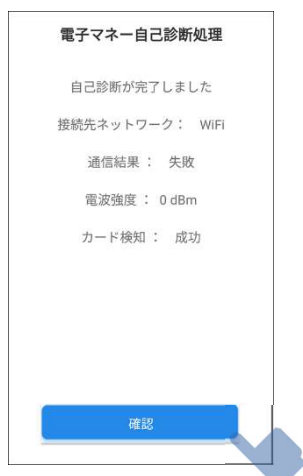 電子マネー自己診断処理
自己診断が完了しました
接続先ネットワーク： WiFi
通信結果 ： 失敗
電波強度 ： 0 dBm
カード検知 ： 成功
確認